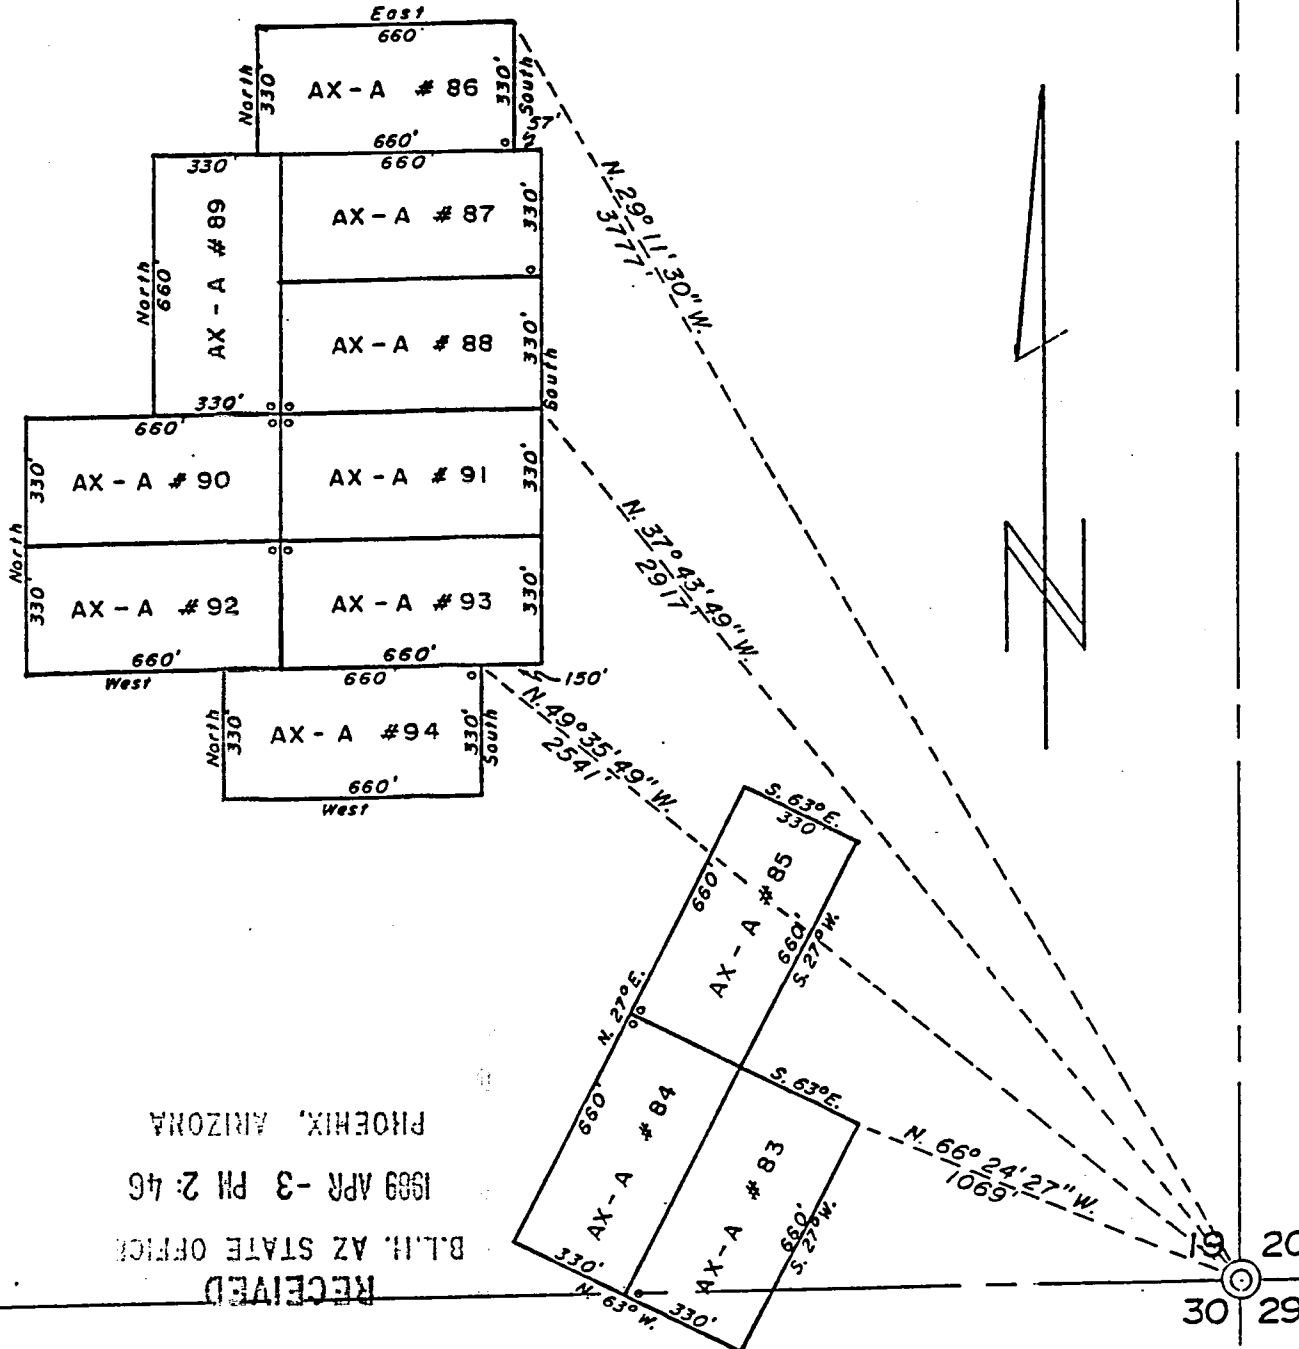 East
660'
North
330'
AX-A # 86
330'
South
660'
57'
330
660'
North
660'
AX-A # 89
AX-A # 87
330'
AX-A # 88
330'
South
330'
660'
330'
AX-A # 90
AX-A # 91
330'
North
330'
AX-A # 92
AX-A # 93
330'
660'
West
660'
660'
150'
North
330'
AX-A #94
330'
South
660'
West
N. 29° 11' 30" W.
3777'
N. 37° 43' 49" W.
2917'
N. 49° 35' 49" W.
2541'
N
S. 63° E.
330'
660'
AX-A # 85
660'
S. 27° W.
N. 27° E.
660'
AX-A # 84
S. 63° E.
AX-A # 83
660'
S. 27° W.
330'
N. 63° W.
330'
N. 66° 24' 27" W.
1069'
19 20
30 29
RECEIVED
B.L.M. AZ STATE OFFICE
1989 APR -3 PM 2:46
PHOENIX, ARIZONA